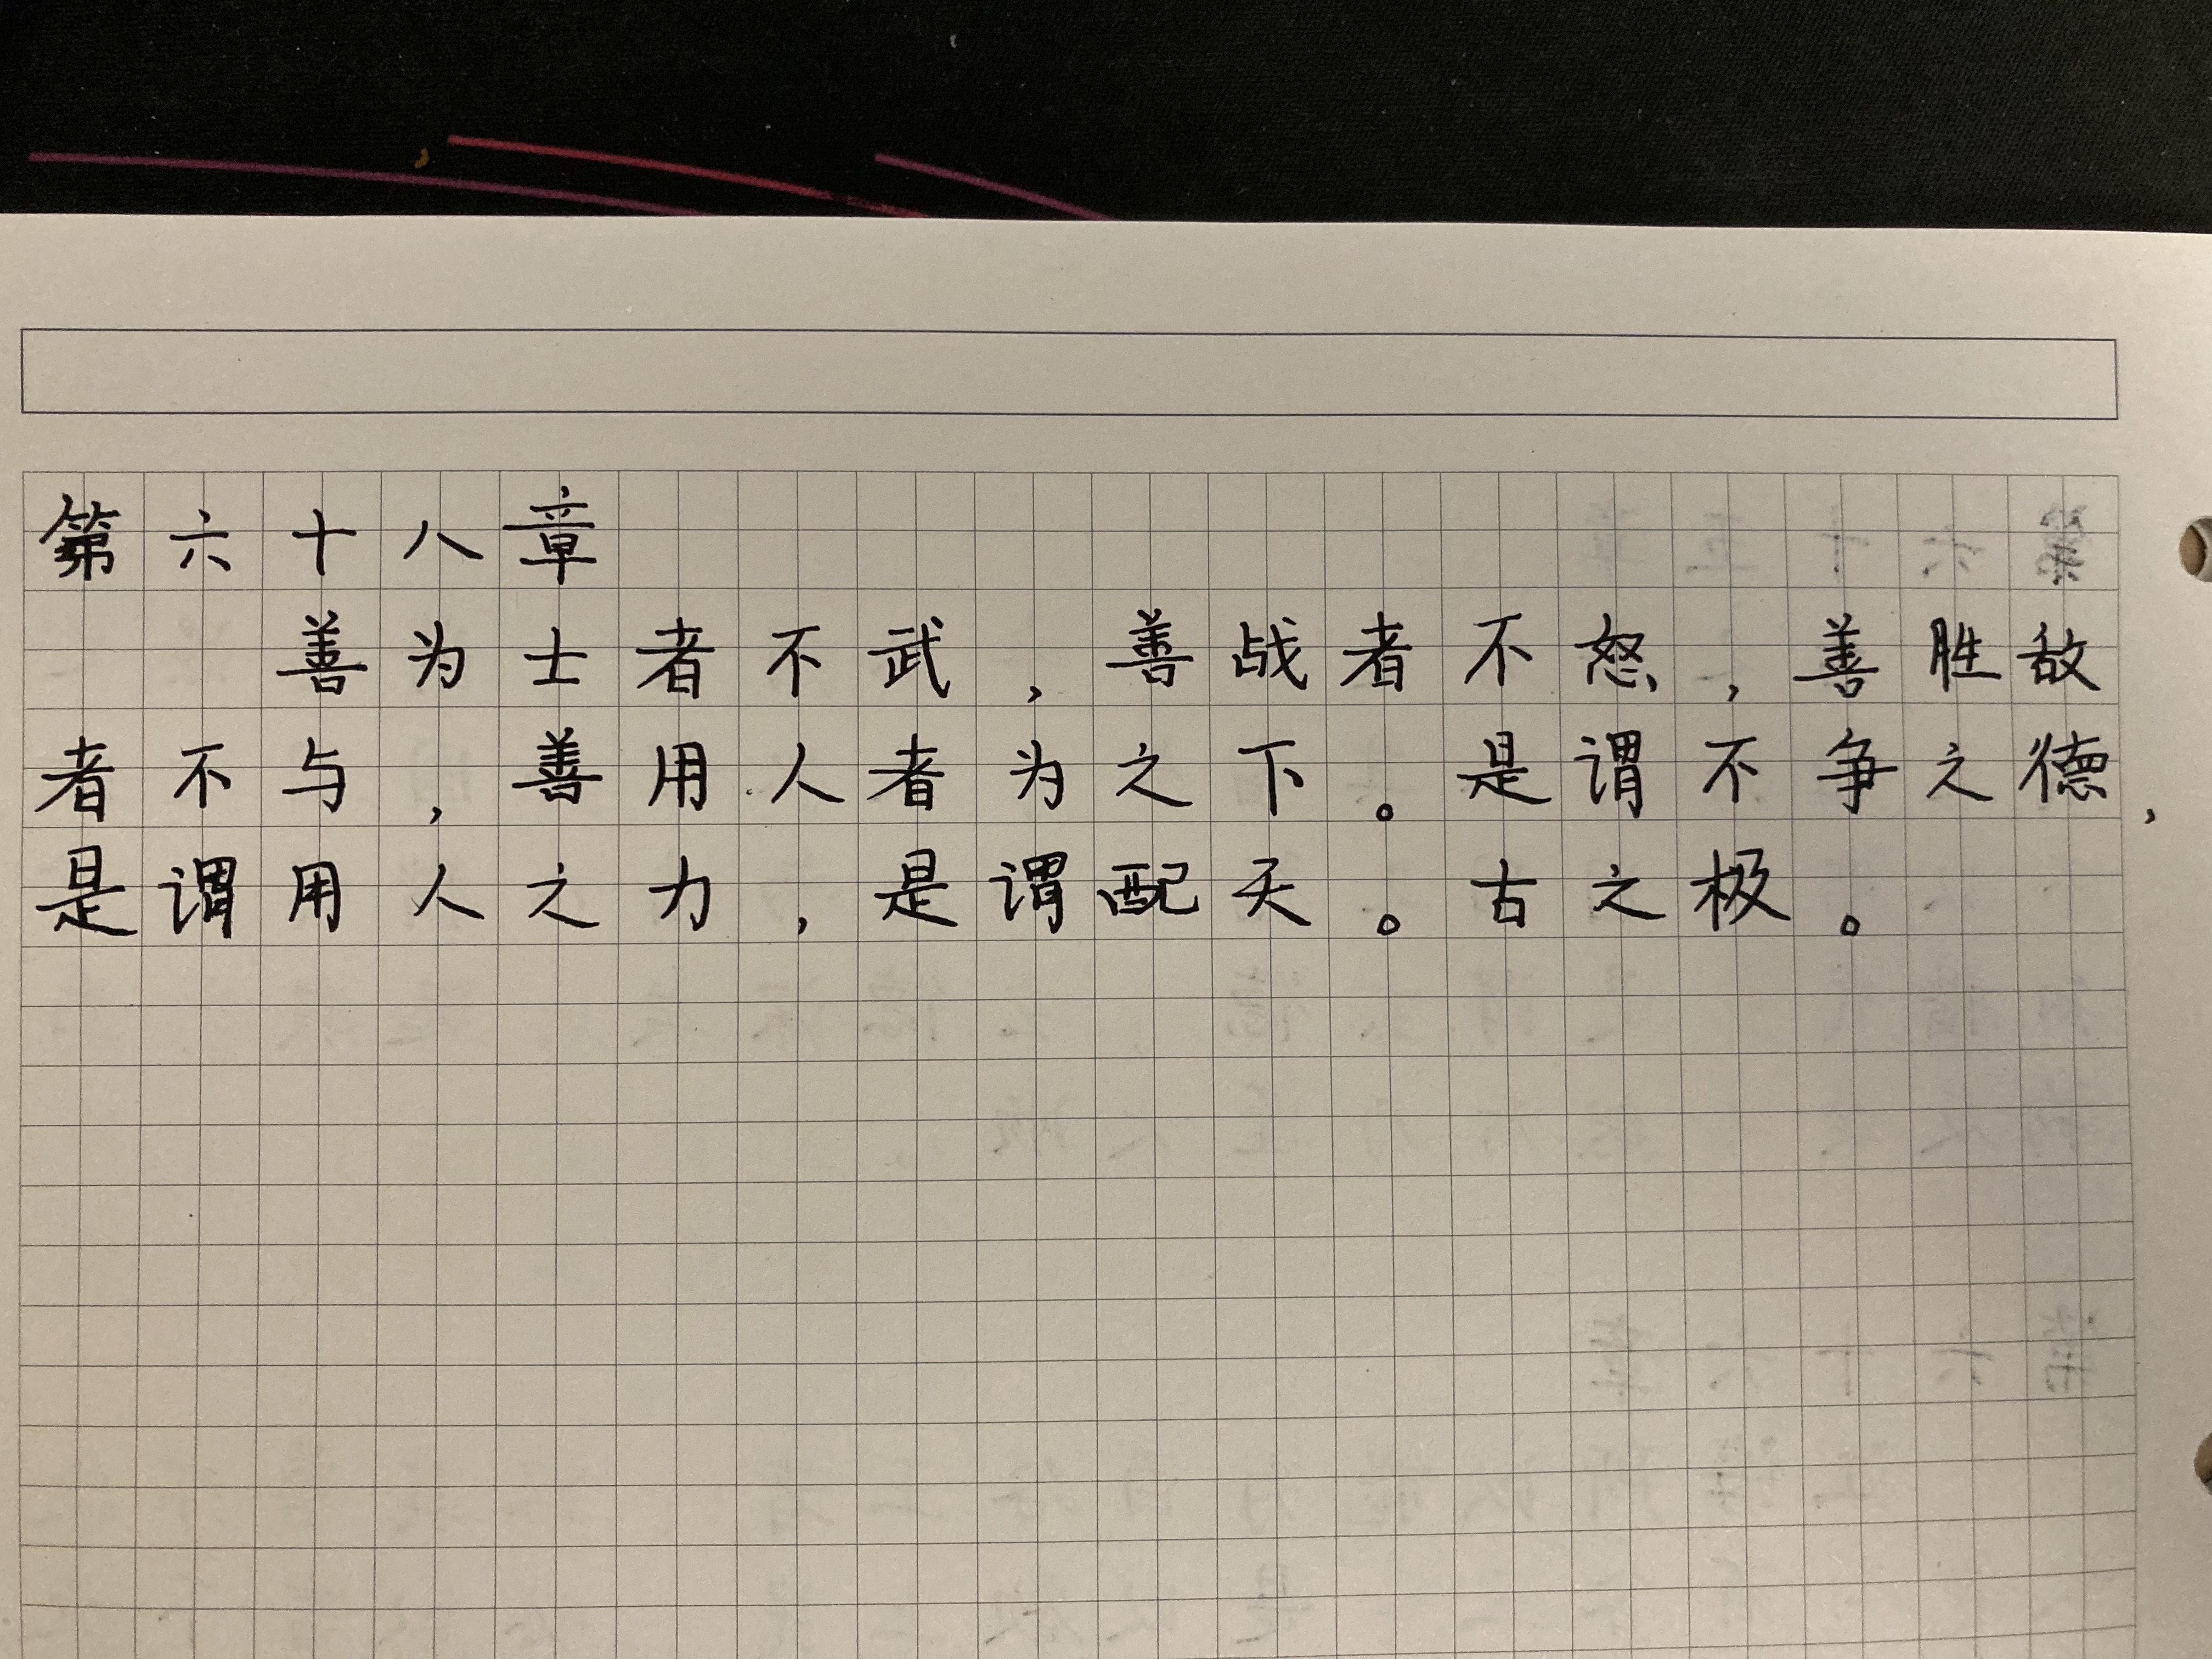 第六十八章
善为士者不武，善战者不怒，善胜敌
者不与，善用人者为之下。是谓不争之德，
是谓用人之力，是谓配天。古之极。